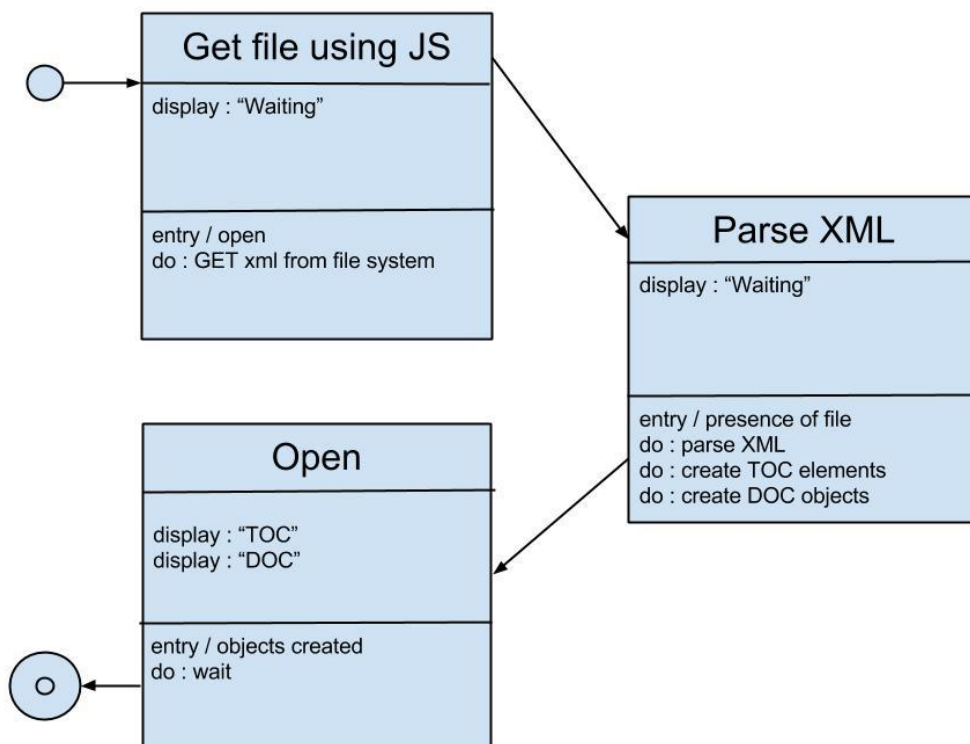 Get file using JS
display : “Waiting”
entry / open
do : GET xml from file system
Parse XML
display : “Waiting”
entry / presence of file
do : parse XML
do : create TOC elements
do : create DOC objects
Open
display : “TOC”
display : “DOC”
entry / objects created
do : wait